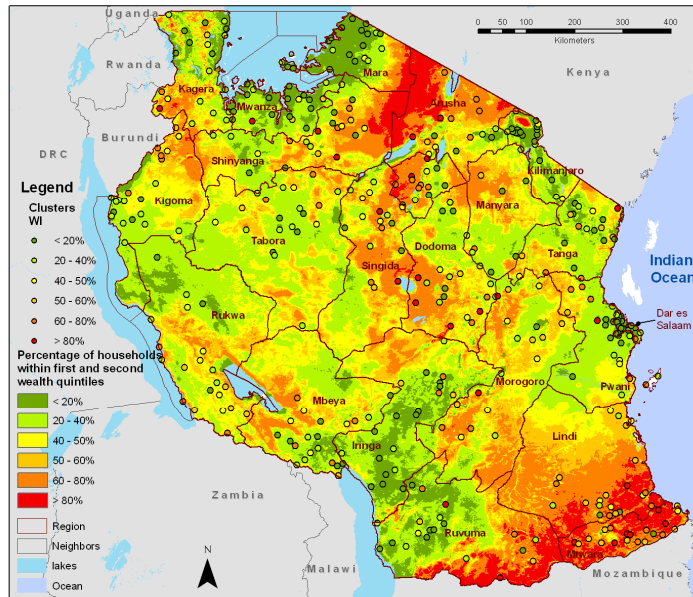 Uganda
0 50 100 200 300 400
Kilometers
Rwanda
Kenya
Mara
Kagera
Arusha
Mwanza
Burundi
DRC
Shinyanga
Kilimanjaro
Legend
Clusters
WI
< 20%
20 - 40%
40 - 50%
50 - 60%
60 - 80%
> 80%
Kigoma
Manyara
Tabora
Dodoma
Tanga
Singida
Indian
Ocean
Rukwa
Dar es
Salaam
Percentage of households
within first and second
wealth quintiles
< 20%
20 - 40%
40 - 50%
50 - 60%
60 - 80%
> 80%
Region
Neighbors
lakes
Ocean
Morogoro
Pwani
Mbeya
Iringa
Lindi
Zambia
N
Ruvuma
Mtwara
Malawi
Mozambique